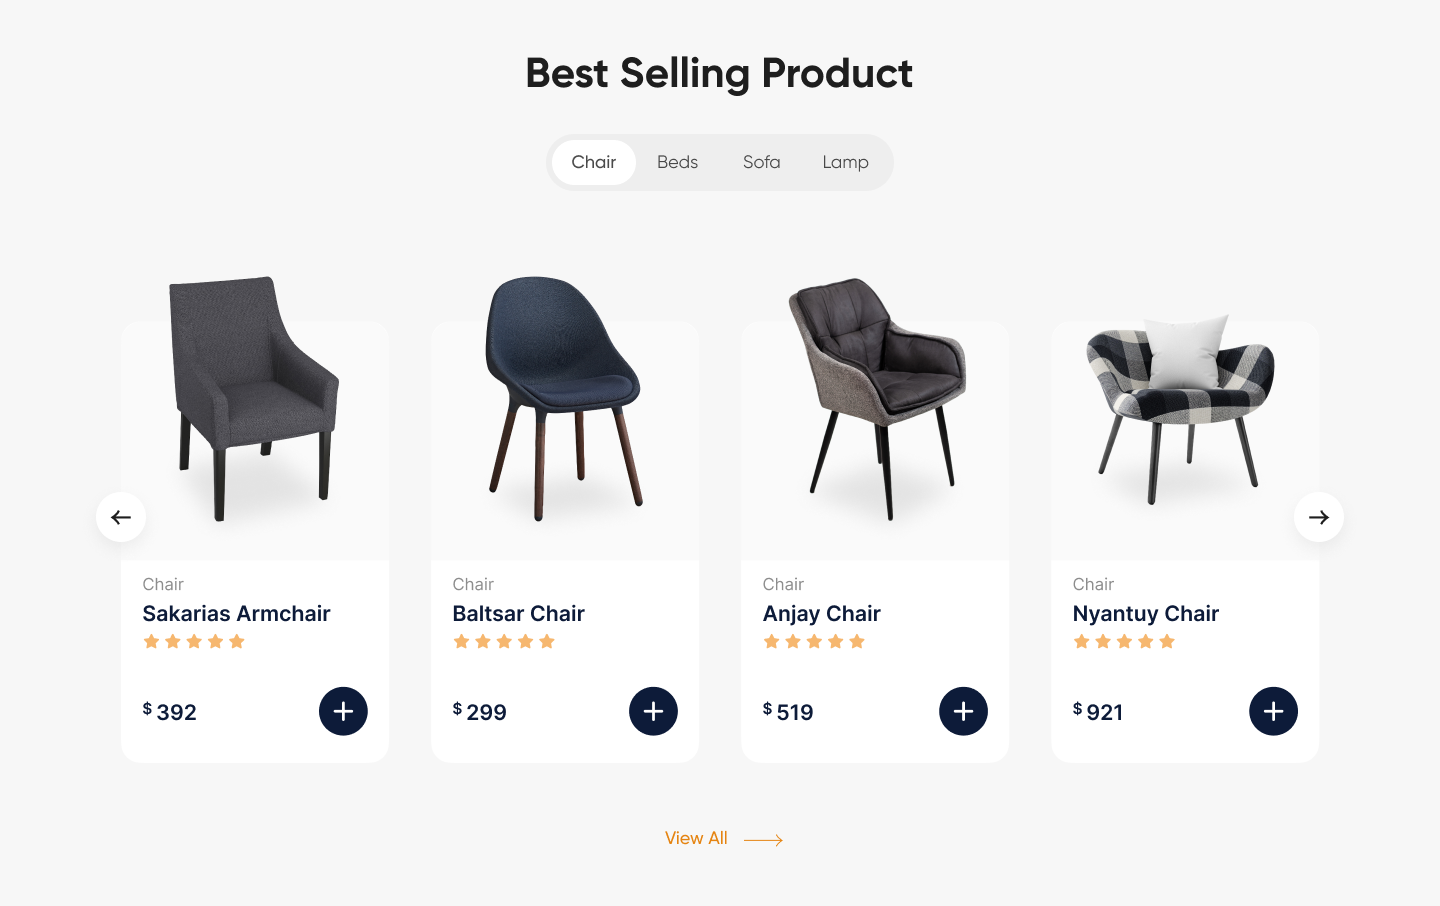 Best Selling Product
Chair Beds Sofa Lamp
Chair
Sakarias Armchair
$ 392
Chair
Baltsar Chair
$ 299
Chair
Anjay Chair
$ 519
Chair
Nyantuy Chair
$ 921
View All